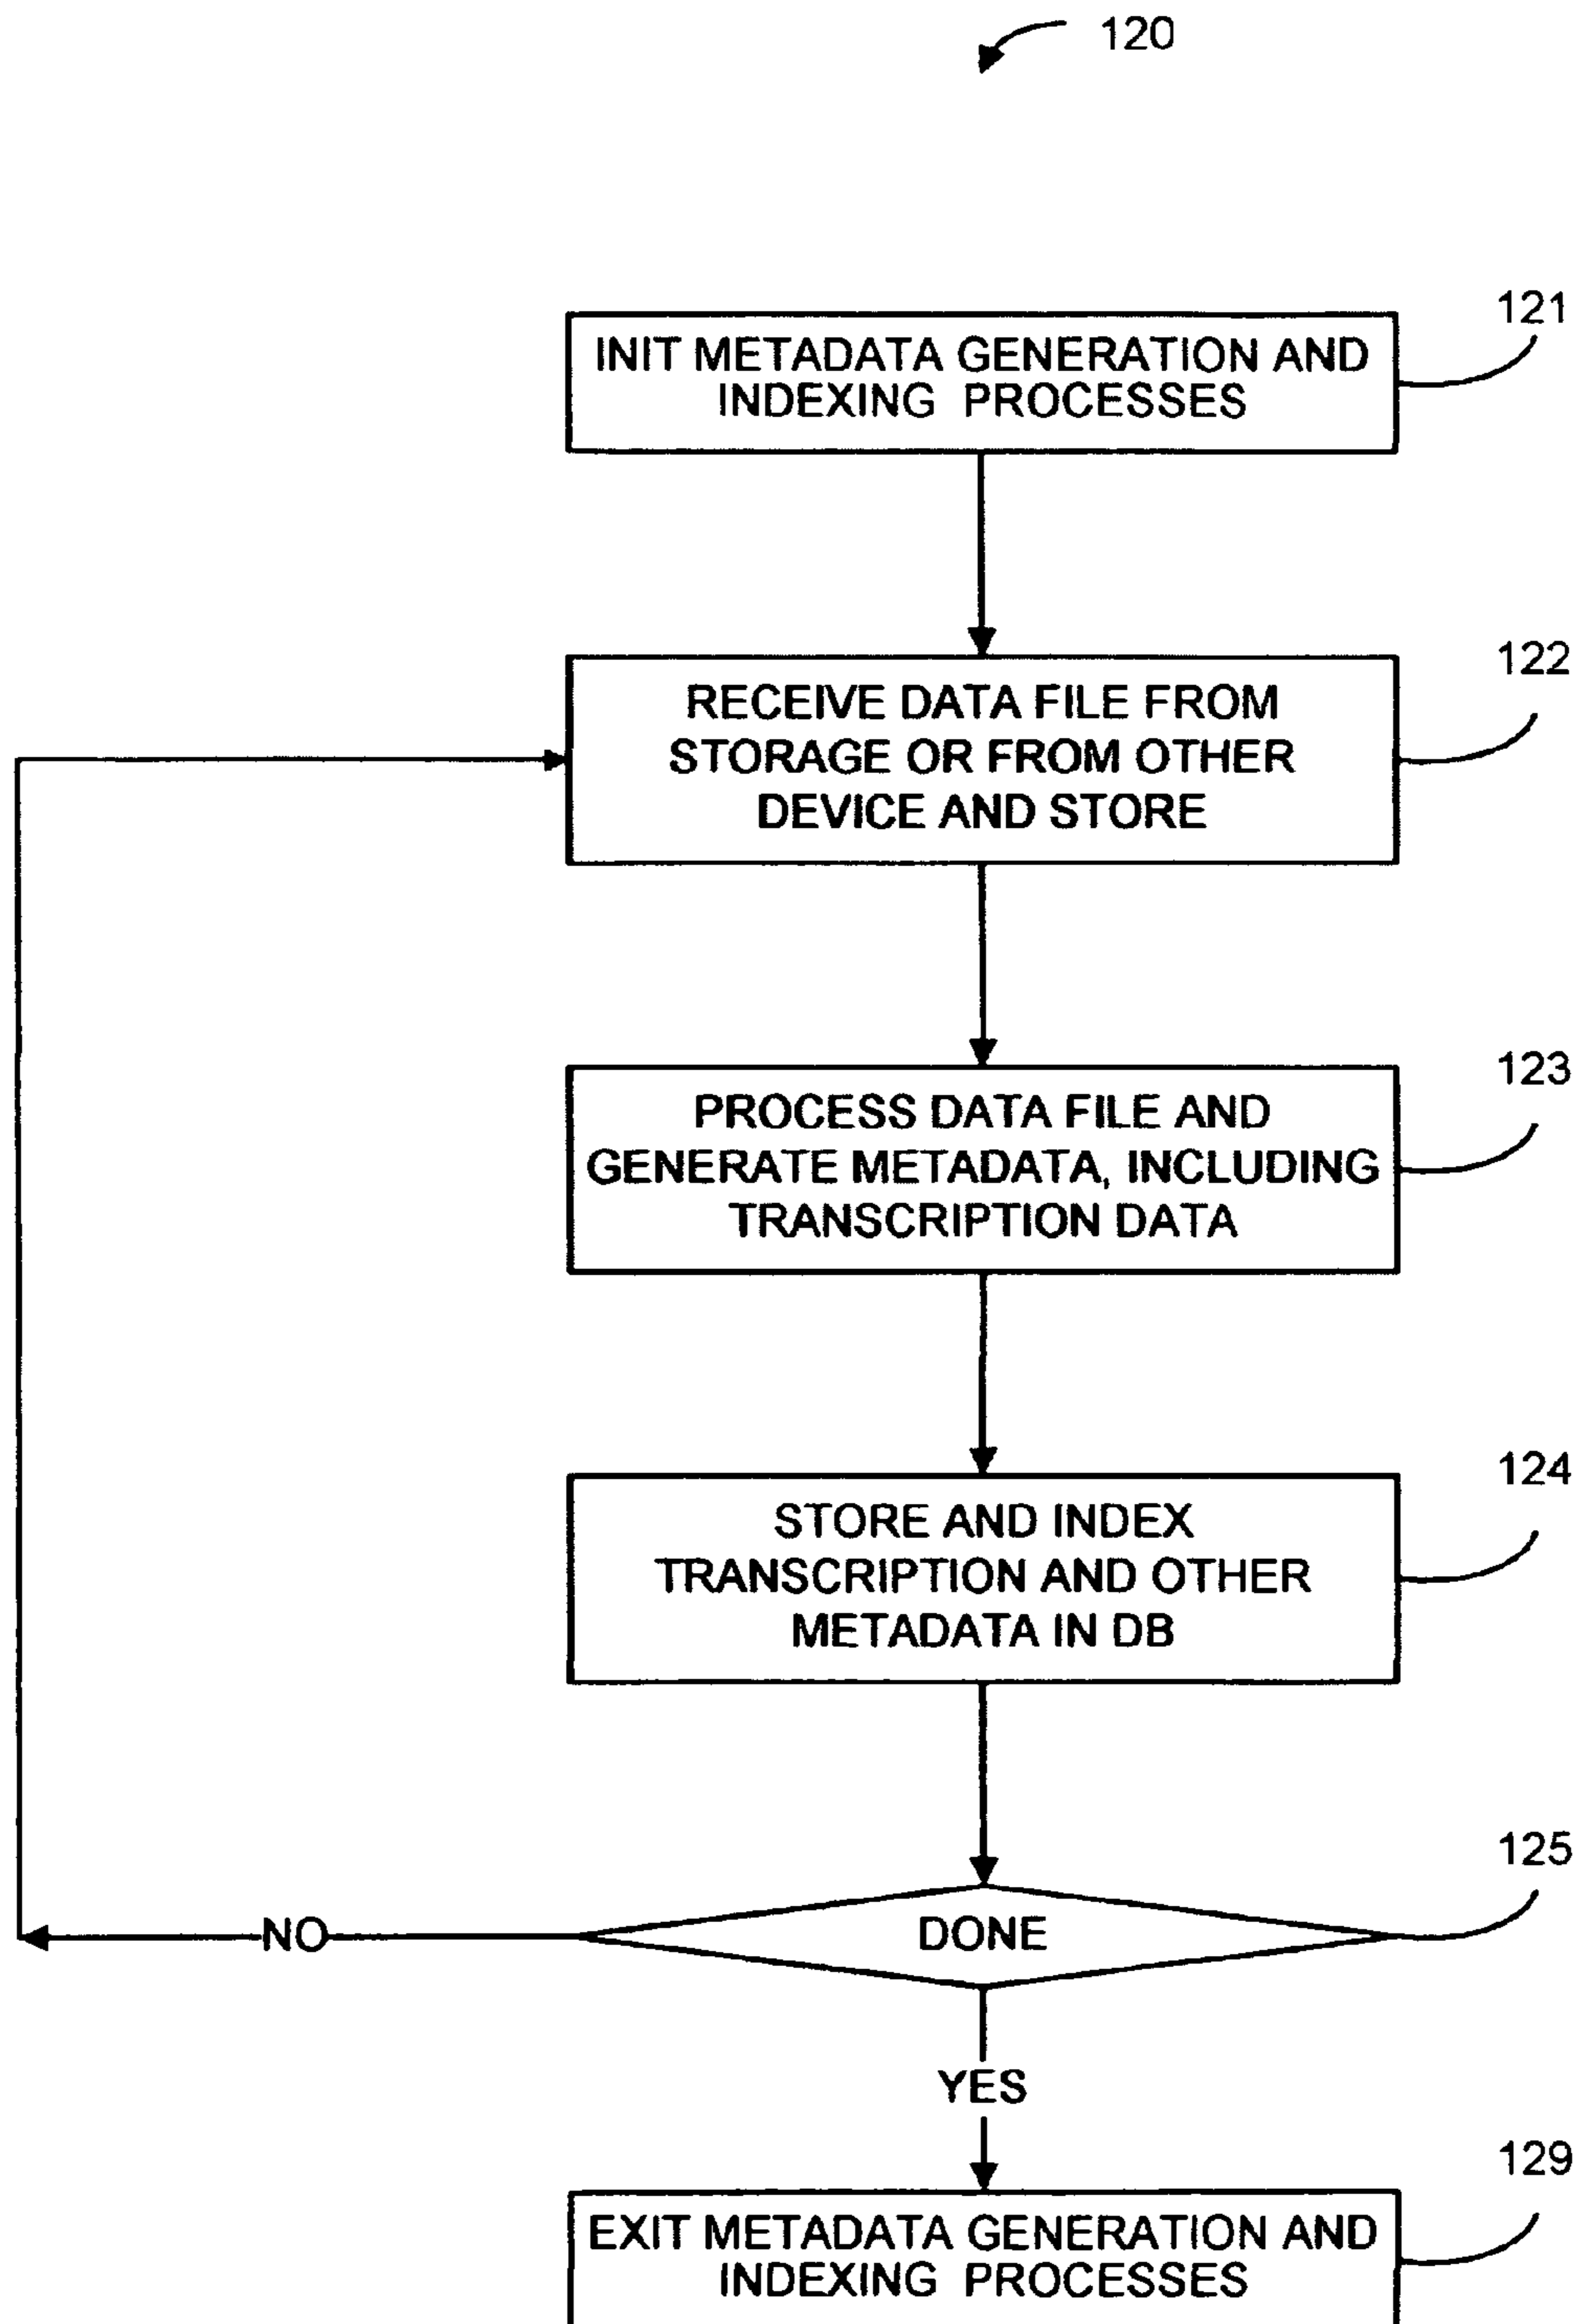 120
121
INIT METADATA GENERATION AND
INDEXING PROCESSES
122
RECEIVE DATA FILE FROM
STORAGE OR FROM OTHER
DEVICE AND STORE
123
PROCESS DATA FILE AND
GENERATE METADATA, INCLUDING
TRANSCRIPTION DATA
124
STORE AND INDEX
TRANSCRIPTION AND OTHER
METADATA IN DB
125
DONE
NO
YES
129
EXIT METADATA GENERATION AND
INDEXING PROCESSES